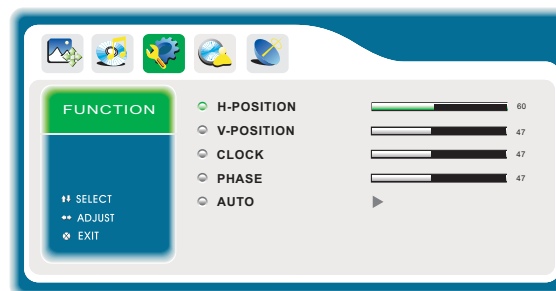 FUNCTION
H-POSITION 60
V-POSITION 47
CLOCK 47
PHASE 47
AUTO
SELECT
ADJUST
EXIT